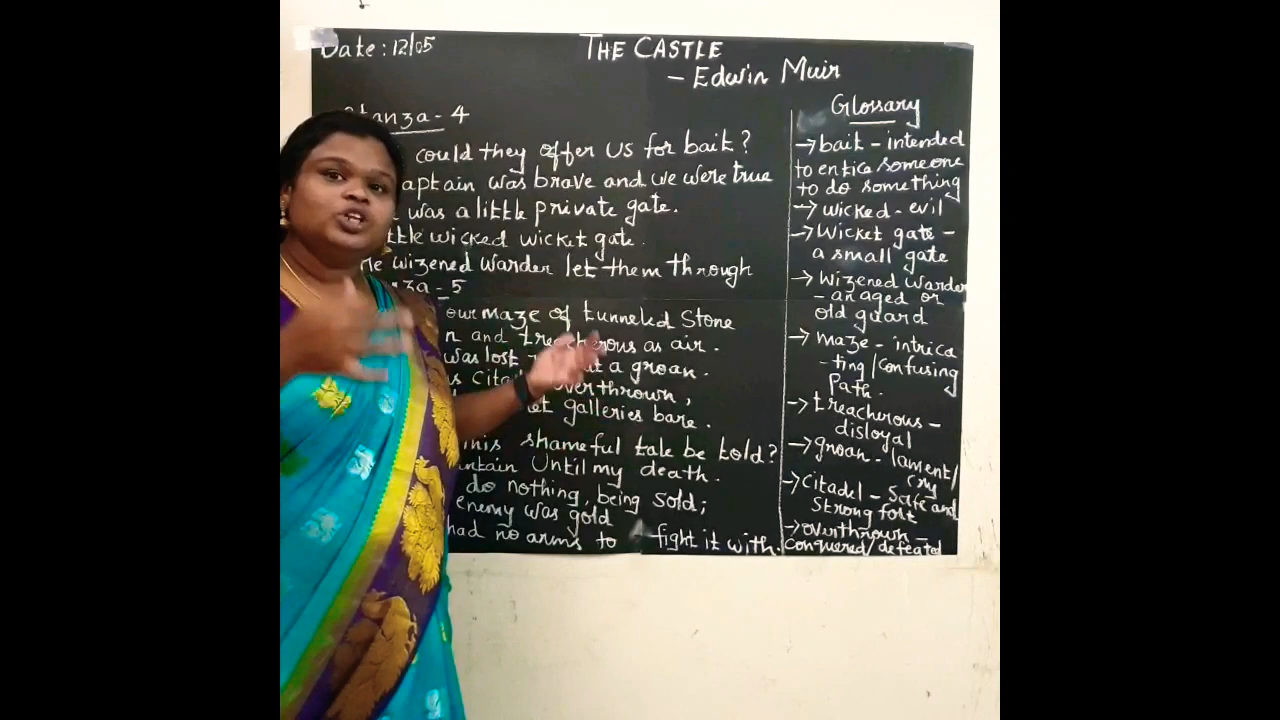 Date: 12/05
THE CASTLE
- Edwin Muir
Stanza - 4
could they offer us for bait?
aptain was brave and we were true
was a little private gate.
ttle wicked wicket gate.
he wizened warder let them through
nza - 5
our maze of tunneled Stone
n and treacherous as air.
was lost a groan.
s Citad overthrown,
et galleries bare.
his shameful tale be told?
intain Until my death.
do nothing, being sold;
enemy was gold
had no arms to fight it with.
Glossary
→ bait - intended
to entice someone
to do something
→ wicked - evil
→ Wicket gate -
a small gate
→ Wizened Warder
- an aged or
old guard
→ maze - intrica
-ting/confusing
Path.
→ treacherous -
disloyal
→ groan - lament/
cry
→ Citadel - Safe and
Strong fort
→ overthrown -
conquered/defeated